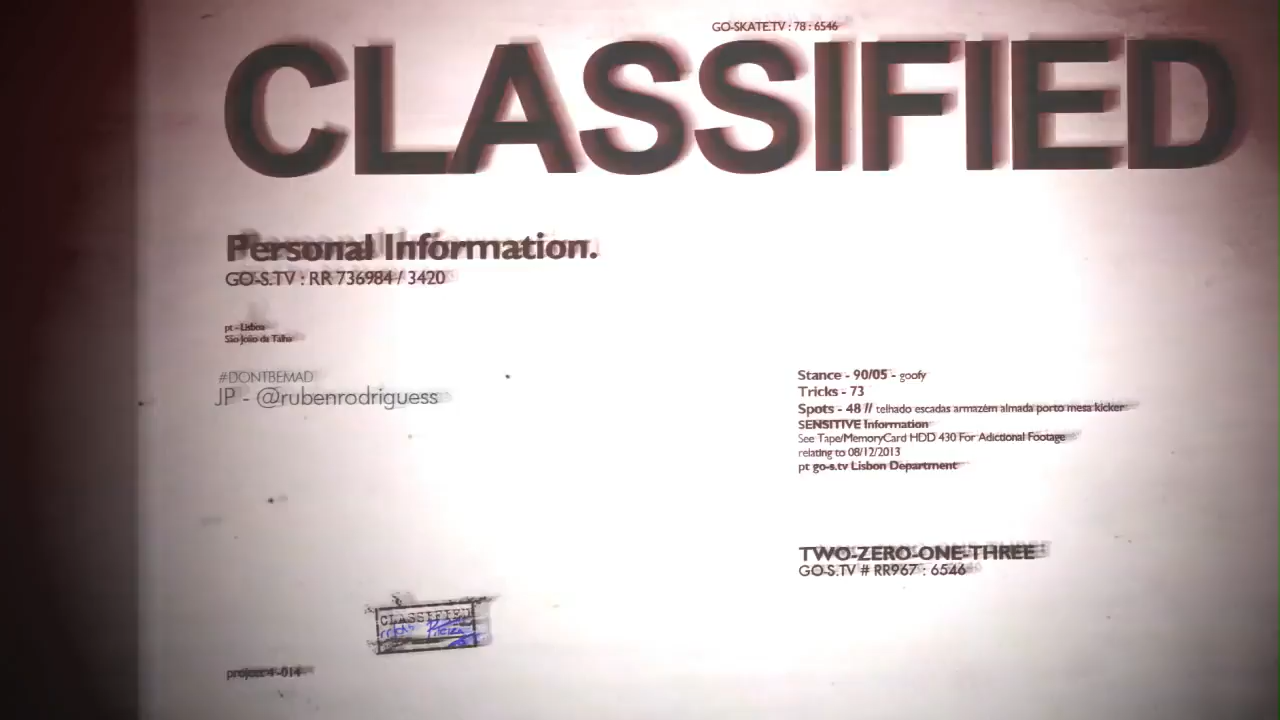 GO-SKATE.TV : 78 : 6546
CLASSIFIED
Personal Information.
GO-S.TV : RR 736984 / 3420
pt - Lisboa
São João da Talha
#DONTBEMAD
JP - @rubenrodriguess
Stance - 90/05 - goofy
Tricks - 73
Spots - 48 // telhado escadas armazém almada porto mesa kicker
SENSITIVE Information
See Tape/MemoryCard HDD 430 For Adictional Footage
relating to 08/12/2013
pt go-s.tv Lisbon Department
TWO-ZERO-ONE-THREE
GO-S.TV # RR967 : 6546
CLASSIFIED
project4 -014